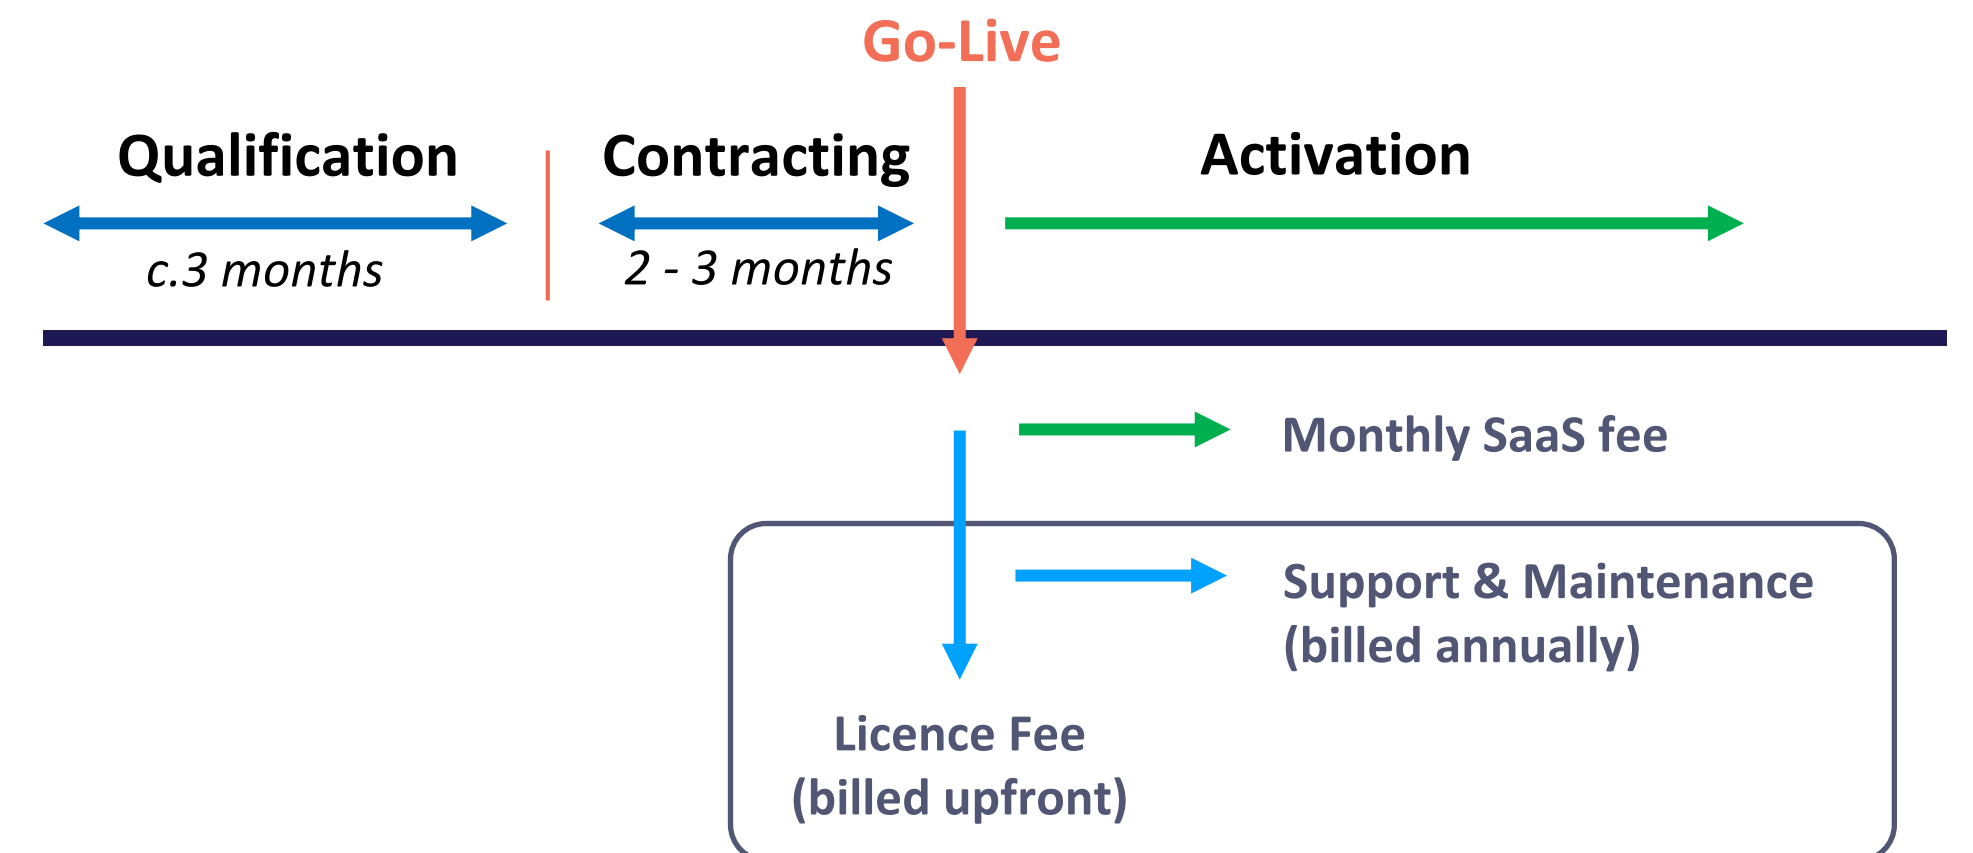 Go-Live
Qualification
Contracting
Activation
c.3 months
2 - 3 months
Monthly SaaS fee
Support & Maintenance
(billed annually)
Licence Fee
(billed upfront)